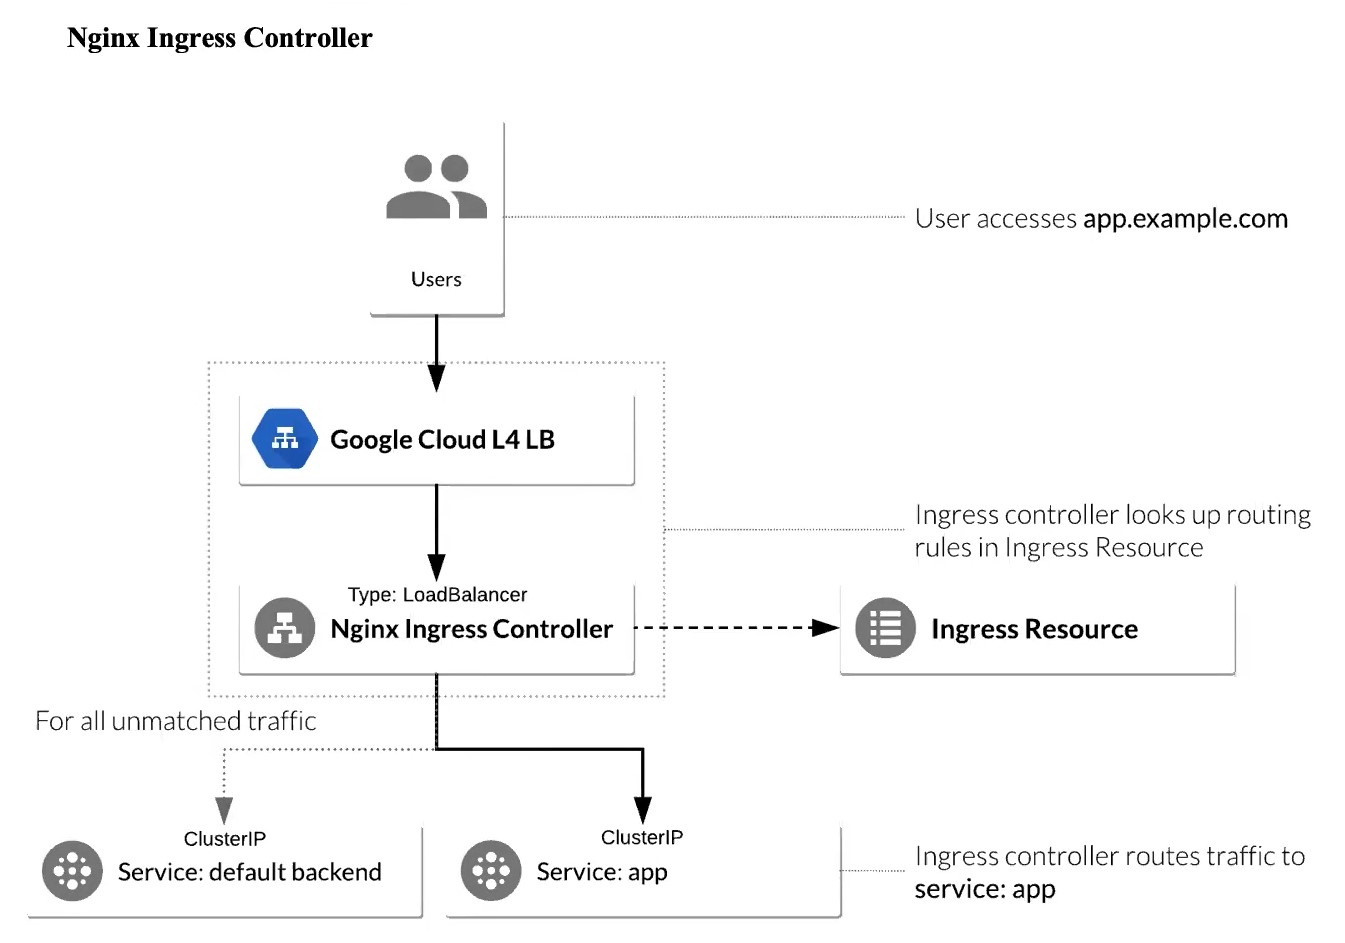 Nginx Ingress Controller
Users
User accesses app.example.com
Google Cloud L4 LB
Ingress controller looks up routing
rules in Ingress Resource
Type: LoadBalancer
Nginx Ingress Controller
Ingress Resource
For all unmatched traffic
ClusterIP
Service: default backend
ClusterIP
Service: app
Ingress controller routes traffic to
service: app